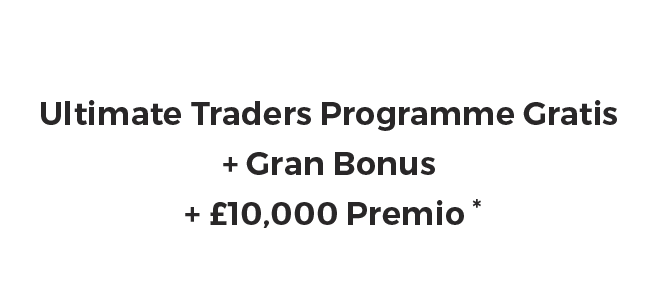 Ultimate Traders Programme Gratis
+ Gran Bonus
+ £10,000 Premio *